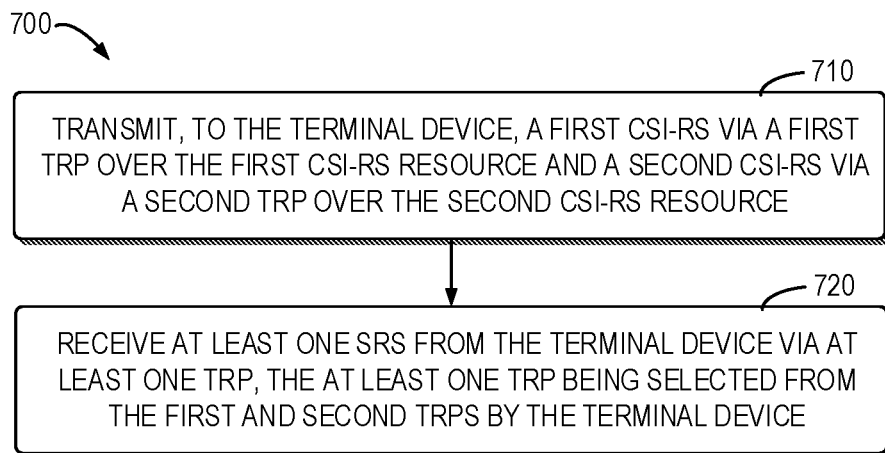 700
710
TRANSMIT, TO THE TERMINAL DEVICE, A FIRST CSI-RS VIA A FIRST
TRP OVER THE FIRST CSI-RS RESOURCE AND A SECOND CSI-RS VIA
A SECOND TRP OVER THE SECOND CSI-RS RESOURCE
720
RECEIVE AT LEAST ONE SRS FROM THE TERMINAL DEVICE VIA AT
LEAST ONE TRP, THE AT LEAST ONE TRP BEING SELECTED FROM
THE FIRST AND SECOND TRPS BY THE TERMINAL DEVICE